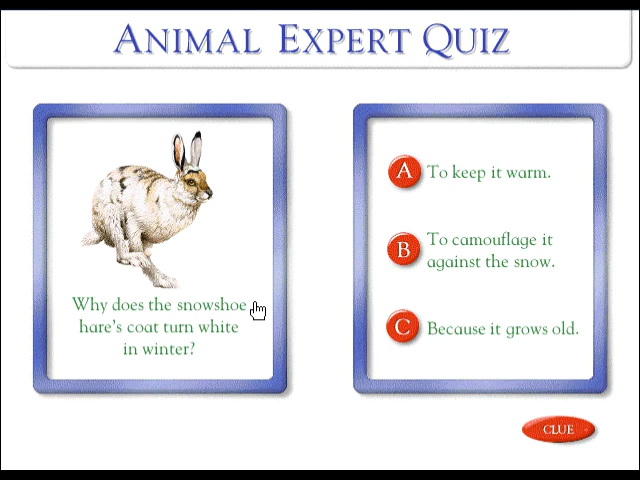 ANIMAL EXPERT QUIZ
Why does the snowshoe
hare's coat turn white
in winter?
A To keep it warm.
B To camouflage it
against the snow.
C Because it grows old.
CLUE